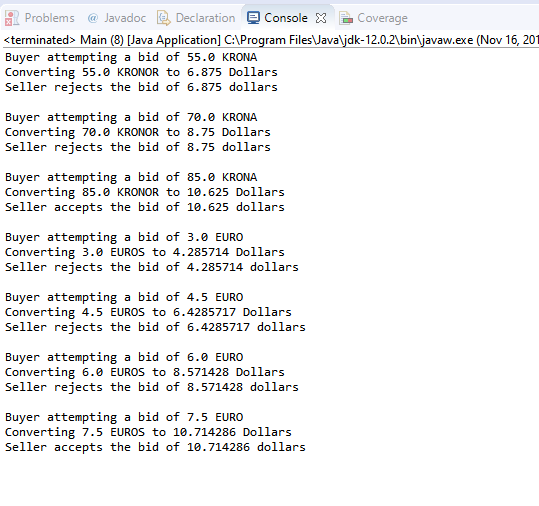 Problems @ Javadoc Declaration Console Coverage
<terminated> Main (8) [Java Application] C:\Program Files\Java\jdk-12.0.2\bin\javaw.exe (Nov 16, 201
Buyer attempting a bid of 55.0 KRONA
Converting 55.0 KRONOR to 6.875 Dollars
Seller rejects the bid of 6.875 dollars
Buyer attempting a bid of 70.0 KRONA
Converting 70.0 KRONOR to 8.75 Dollars
Seller rejects the bid of 8.75 dollars
Buyer attempting a bid of 85.0 KRONA
Converting 85.0 KRONOR to 10.625 Dollars
Seller accepts the bid of 10.625 dollars
Buyer attempting a bid of 3.0 EURO
Converting 3.0 EUROS to 4.285714 Dollars
Seller rejects the bid of 4.285714 dollars
Buyer attempting a bid of 4.5 EURO
Converting 4.5 EUROS to 6.4285717 Dollars
Seller rejects the bid of 6.4285717 dollars
Buyer attempting a bid of 6.0 EURO
Converting 6.0 EUROS to 8.571428 Dollars
Seller rejects the bid of 8.571428 dollars
Buyer attempting a bid of 7.5 EURO
Converting 7.5 EUROS to 10.714286 Dollars
Seller accepts the bid of 10.714286 dollars